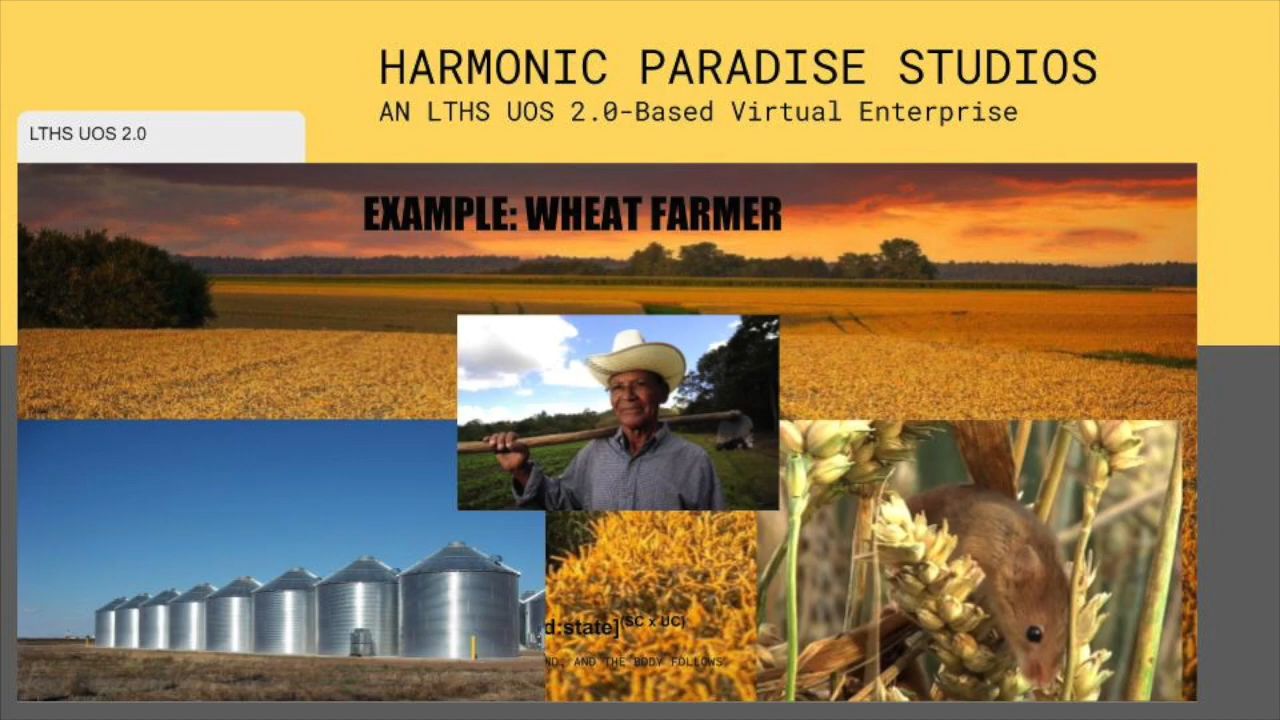 HARMONIC PARADISE STUDIOS
AN LTHS UOS 2.0-Based Virtual Enterprise
LTHS UOS 2.0
EXAMPLE: WHEAT FARMER
d:state](SC x UC)
ND, AND THE BODY FOLLOWS.